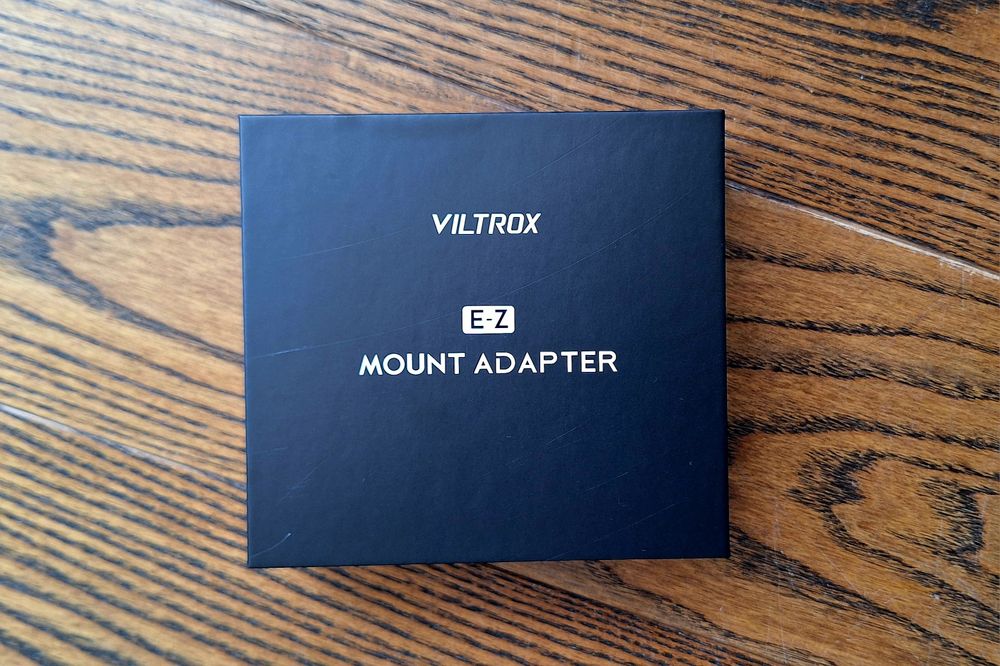 VILTROX
E-Z
MOUNT ADAPTER